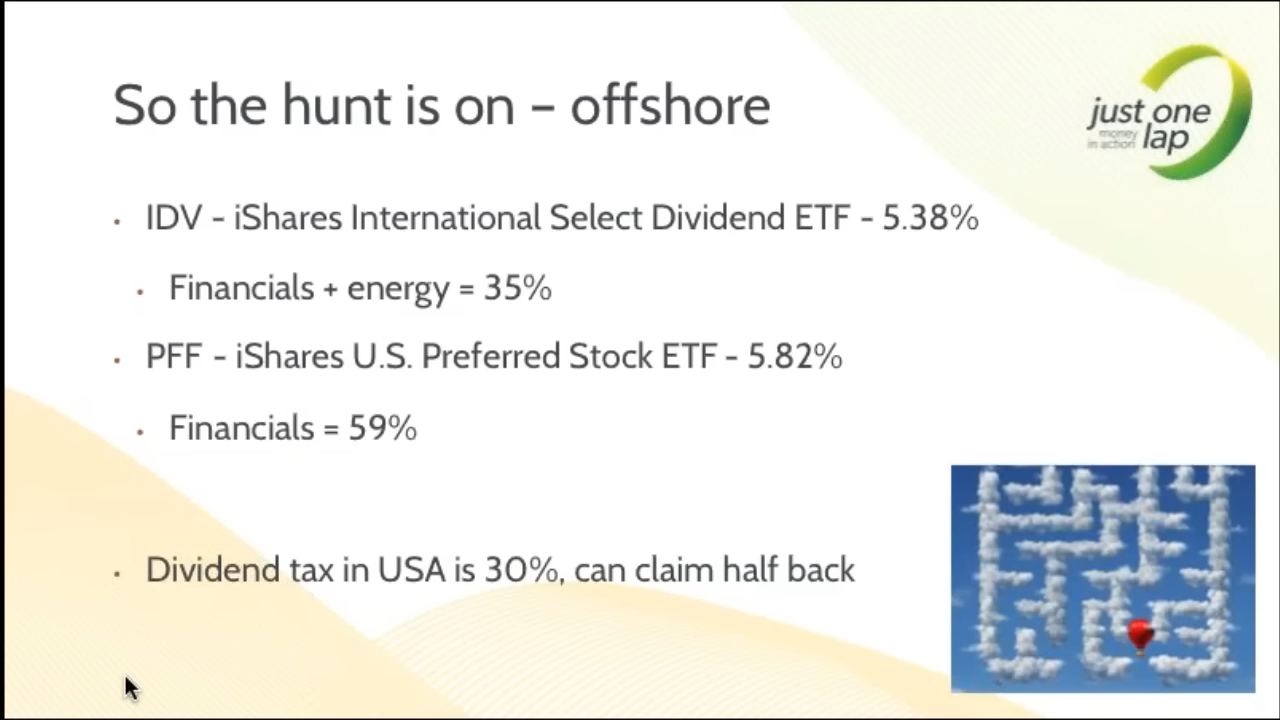 So the hunt is on – offshore
just one
money
in action lap
• IDV - iShares International Select Dividend ETF - 5.38%
• Financials + energy = 35%
• PFF - iShares U.S. Preferred Stock ETF - 5.82%
• Financials = 59%
• Dividend tax in USA is 30%, can claim half back